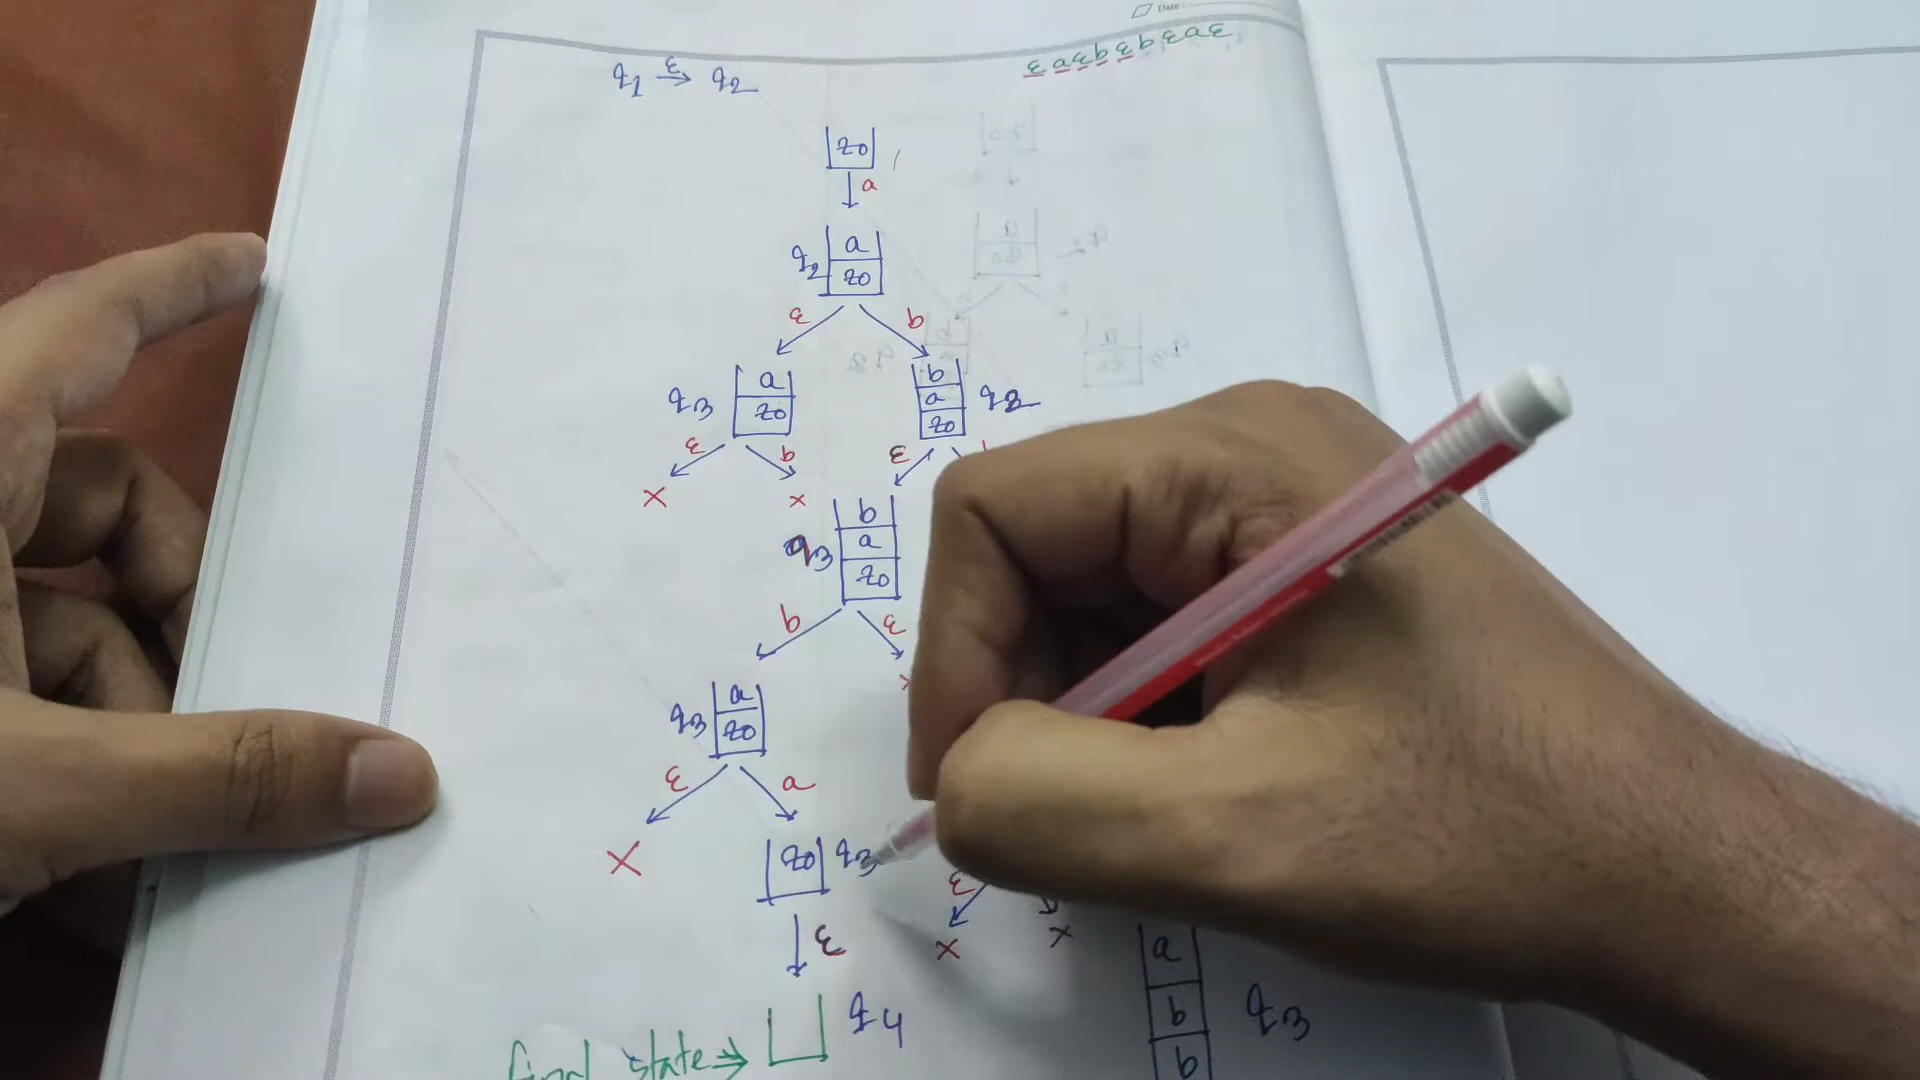 Date
εaεbεbεaε
q1 ε→ q2
z0
↓ a
q2 a
z0
ε b
q3 a
z0
b
a
z0
q2
ε b
ε
x x
q3 b
a
z0
b ε
x
q3 a
z0
ε a
x
z0 q3
ε
x x
↓ ε
a
b
b
q3
final state → q4